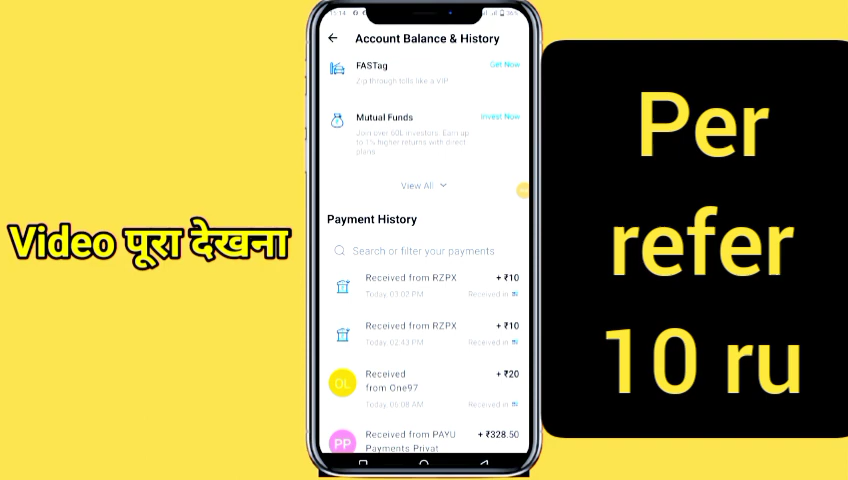 Video पूरा देखना
Account Balance & History
FASTag
Get Now
Zip through tolls like a VIP
Mutual Funds
Invest Now
Join over 60L investors. Earn up
to 1% higher returns with direct
plans
View All
Payment History
Search or filter your payments
Received from RZPX
+ ₹10
Today, 03:02 PM
Received in
Received from RZPX
+ ₹10
Today, 02:43 PM
Received in
Received
from One97
+ ₹20
OL
Today, 06:08 AM
Received in
Received from PAYU
Payments Privat
+ ₹328.50
PP
Per
refer
10 ru